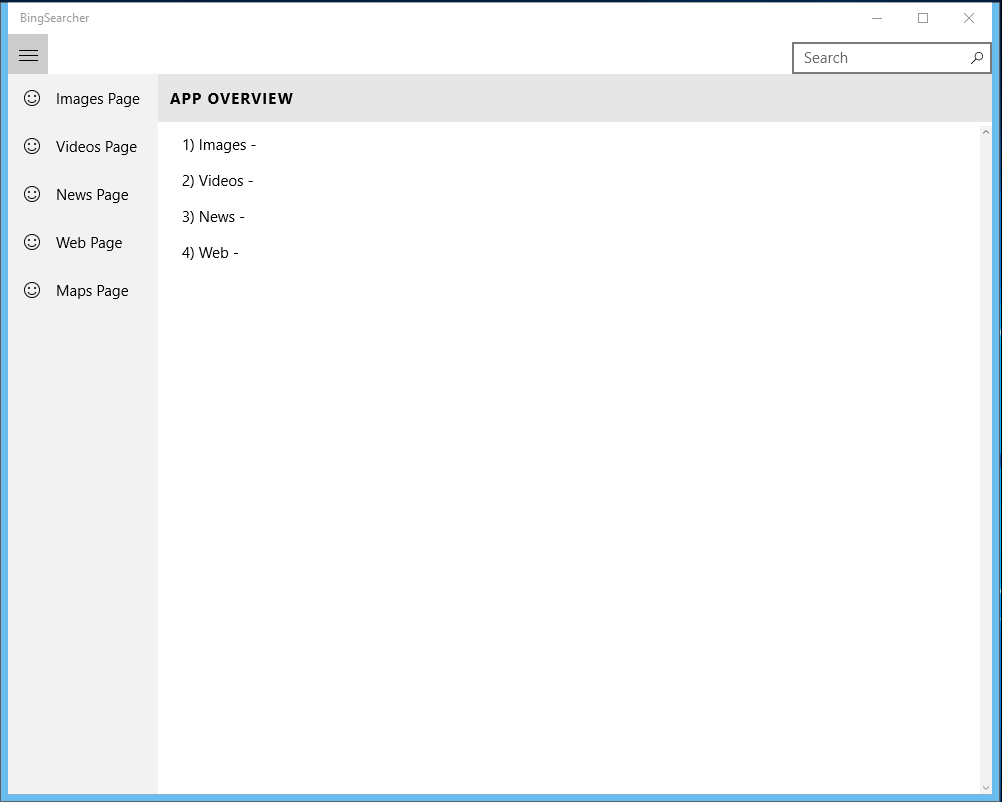 BingSearcher
Search
Images Page
Videos Page
News Page
Web Page
Maps Page
APP OVERVIEW
1) Images -
2) Videos -
3) News -
4) Web -